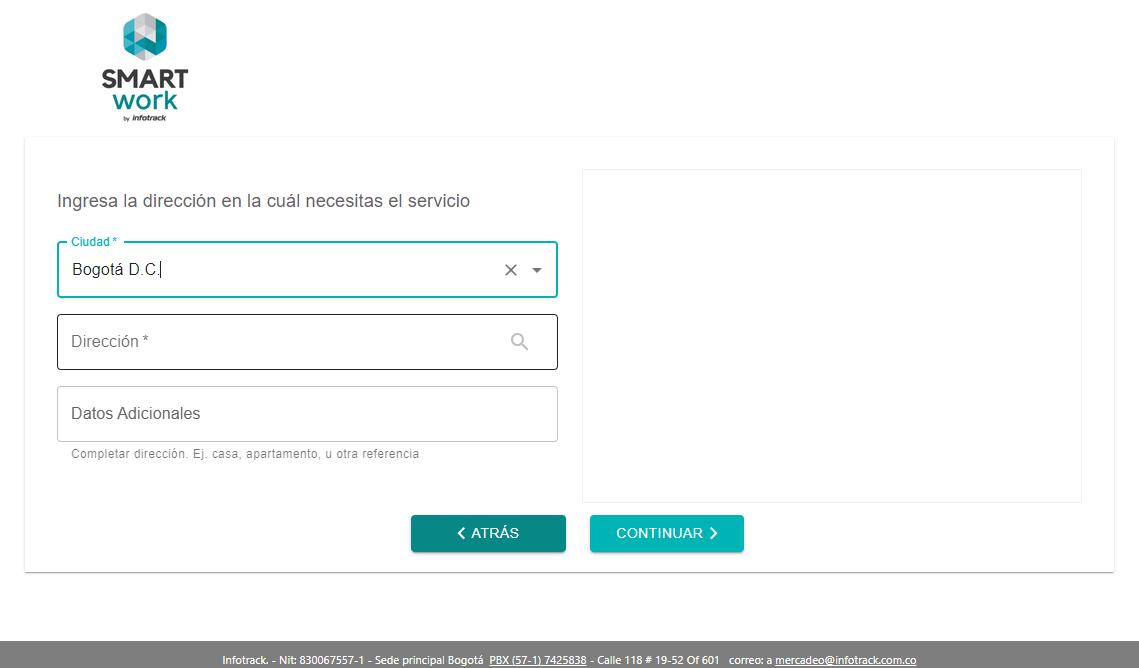 SMART
work
by infotrack
Ingresa la dirección en la cuál necesitas el servicio
Ciudad *
Bogotá D.C.
Dirección *
Datos Adicionales
Completar dirección. Ej. casa, apartamento, u otra referencia
ATRÁS
CONTINUAR
Infotrack. - Nit: 830067557-1 - Sede principal Bogotá PBX (57-1) 7425838 - Calle 118 # 19-52 Of 601 correo: a mercadeo@infotrack.com.co